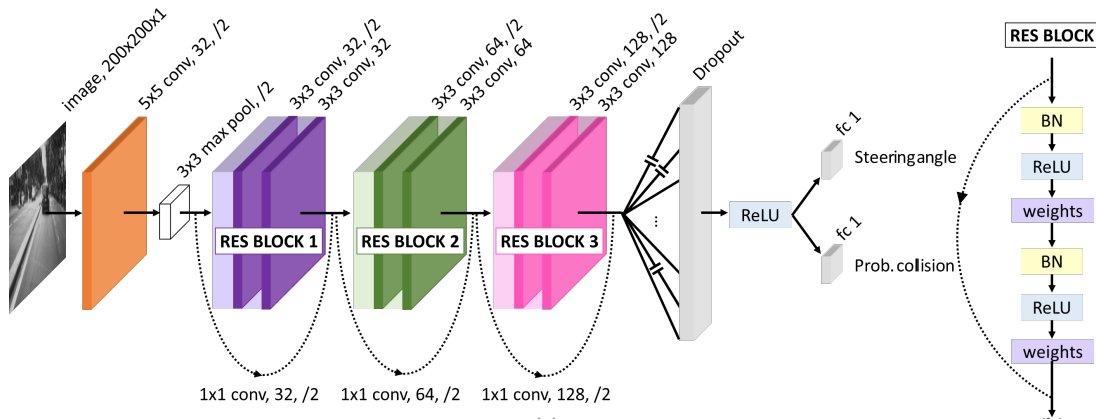 image, 200x200x1
5x5 conv, 32, /2
3x3 max pool, /2
3x3 conv, 32, /2
3x3 conv, 32
3x3 conv, 64, /2
3x3 conv, 64
3x3 conv, 128, /2
3x3 conv, 128
Dropout
RES BLOCK 1
RES BLOCK 2
RES BLOCK 3
...
ReLU
fc 1
Steering angle
fc 1
Prob. collision
1x1 conv, 32, /2
1x1 conv, 64, /2
1x1 conv, 128, /2
RES BLOCK
BN
ReLU
weights
BN
ReLU
weights